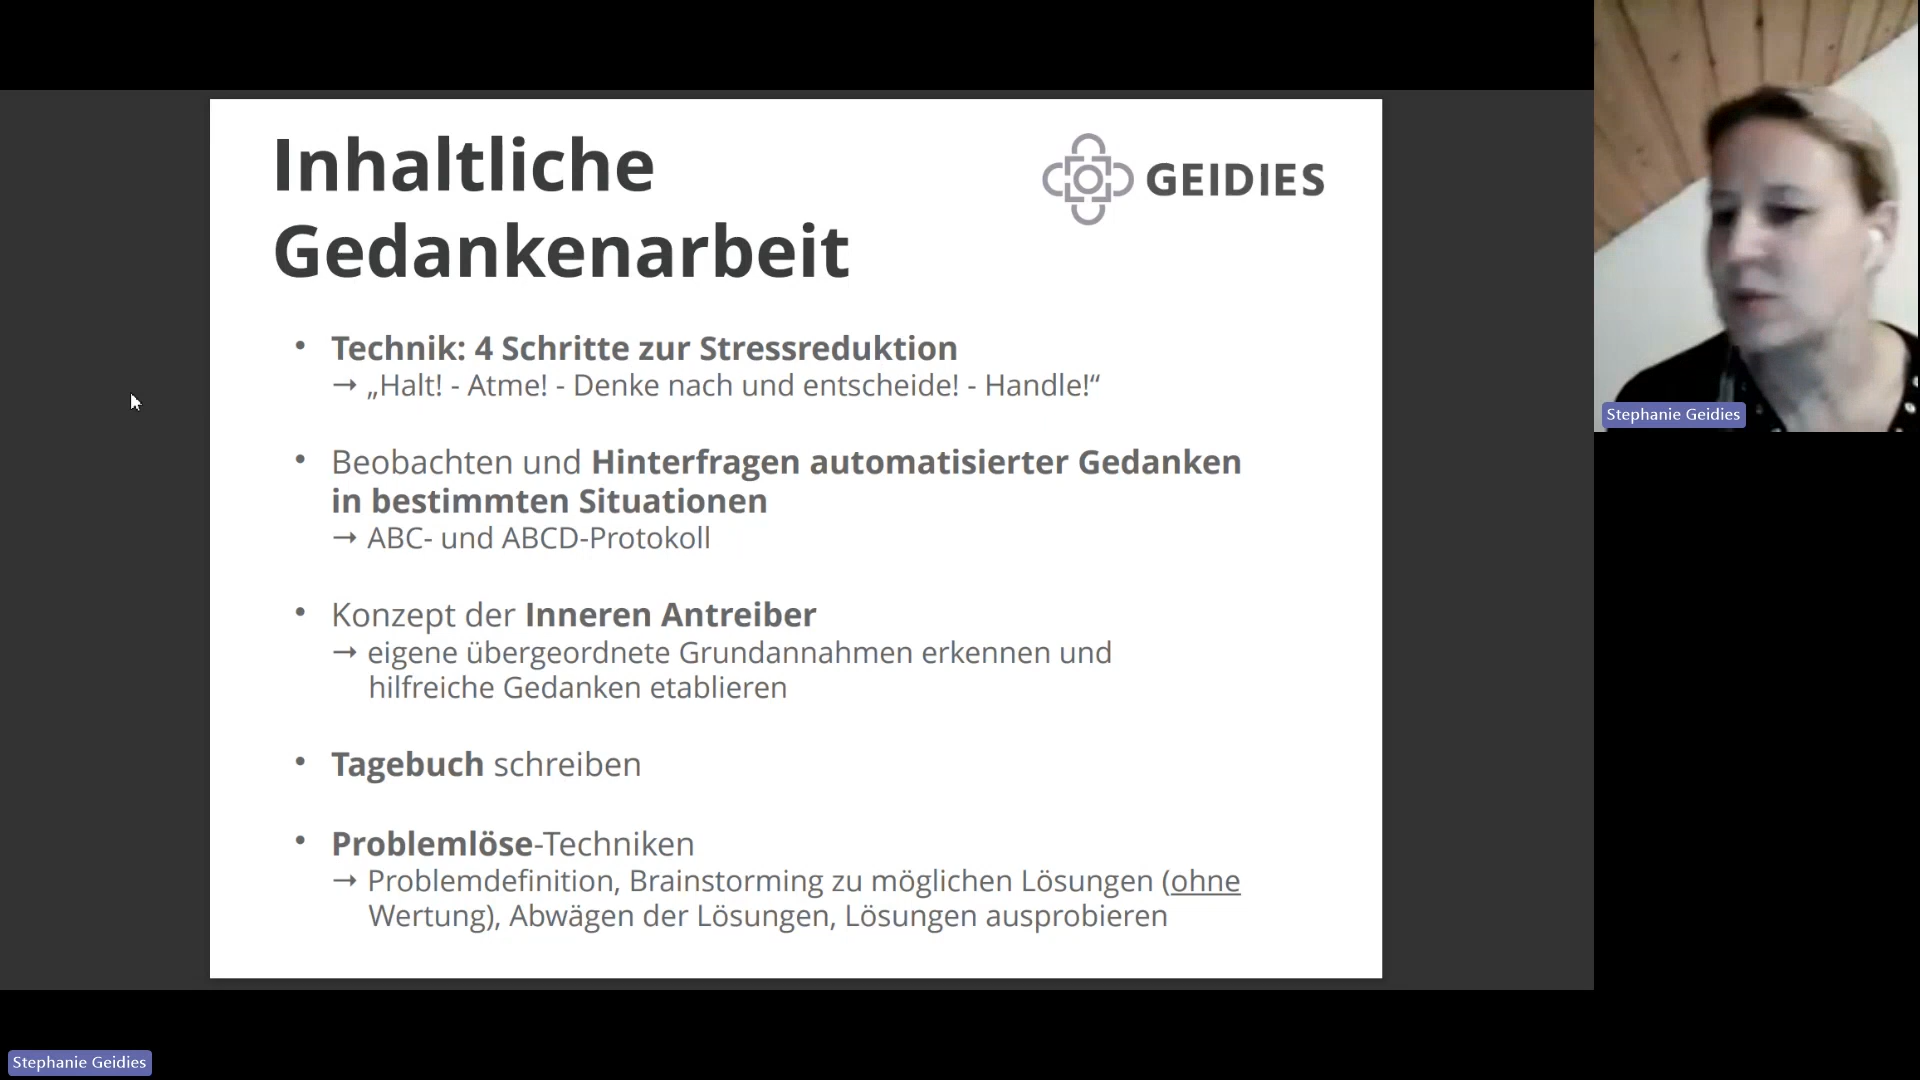 Inhaltliche
Gedankenarbeit
GEIDIES
• Technik: 4 Schritte zur Stressreduktion
→ „Halt! - Atme! - Denke nach und entscheide! - Handle!“
• Beobachten und Hinterfragen automatisierter Gedanken
in bestimmten Situationen
→ ABC- und ABCD-Protokoll
• Konzept der Inneren Antreiber
→ eigene übergeordnete Grundannahmen erkennen und
hilfreiche Gedanken etablieren
• Tagebuch schreiben
• Problemlöse-Techniken
→ Problemdefinition, Brainstorming zu möglichen Lösungen (ohne
Wertung), Abwägen der Lösungen, Lösungen ausprobieren
Stephanie Geidies
Stephanie Geidies